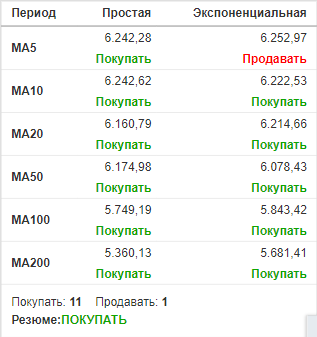 Период Простая Экспоненциальная
MA5 6.242,28 6.252,97
Покупать Продавать
MA10 6.242,62 6.222,53
Покупать Покупать
MA20 6.160,79 6.214,66
Покупать Покупать
MA50 6.174,98 6.078,43
Покупать Покупать
MA100 5.749,19 5.843,42
Покупать Покупать
MA200 5.360,13 5.681,41
Покупать Покупать
Покупать: 11 Продавать: 1
Резюме:ПОКУПАТЬ